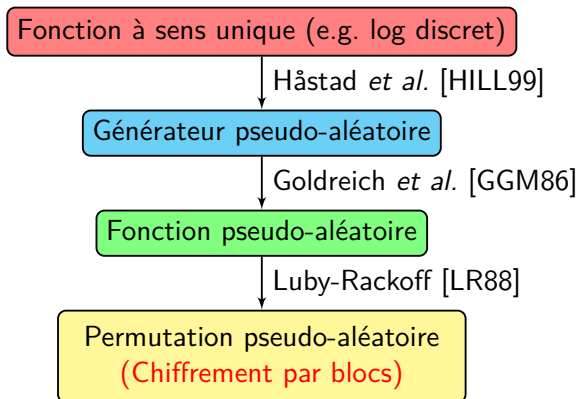 Fonction à sens unique (e.g. log discret)
Håstad et al. [HILL99]
Générateur pseudo-aléatoire
Goldreich et al. [GGM86]
Fonction pseudo-aléatoire
Luby-Rackoff [LR88]
Permutation pseudo-aléatoire
(Chiffrement par blocs)